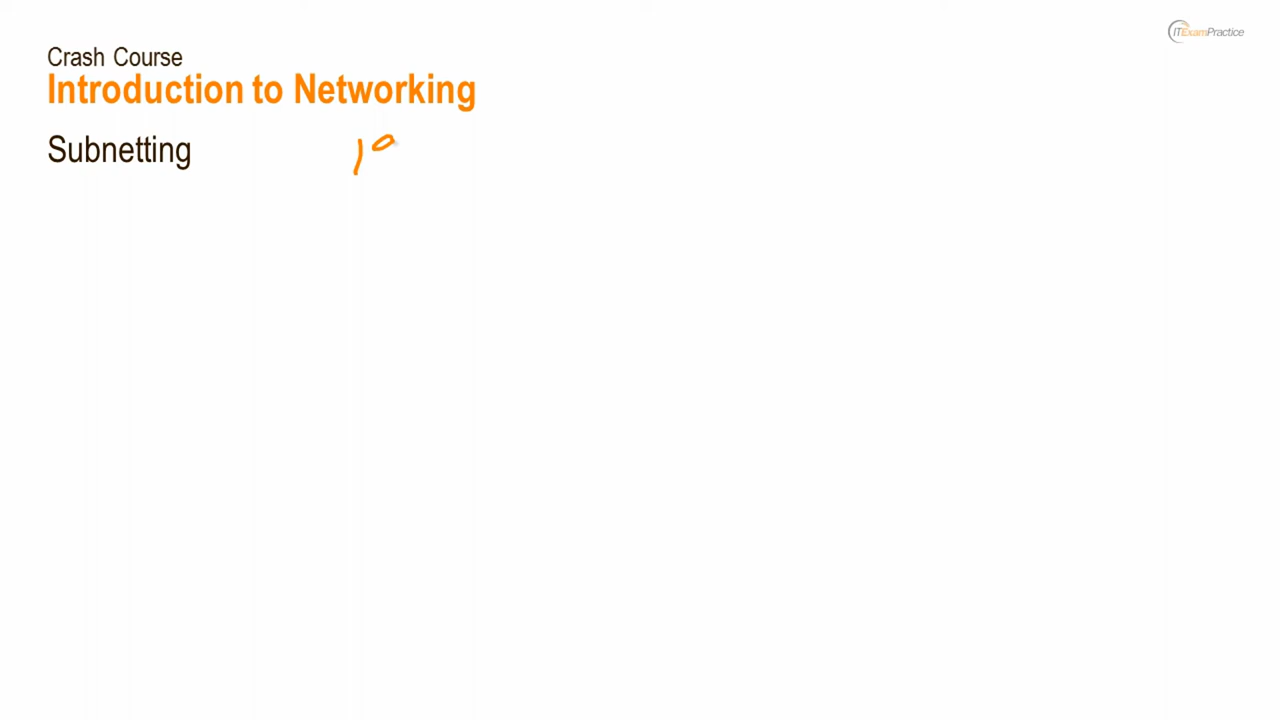 ITExamPractice
Crash Course
Introduction to Networking
Subnetting